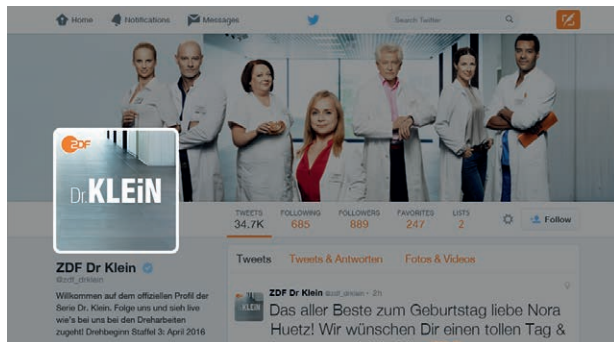 Home Notifications Messages Search Twitter
ZDF
Dr. KLEiN
TWEETS FOLLOWING FOLLOWERS FAVORITES LISTS
34.7K 685 889 247 2
Follow
ZDF Dr Klein
@zdf_drklein
Willkommen auf dem offiziellen Profil der
Serie Dr. Klein. Folge uns und sieh live
wie's bei uns bei den Dreharbeiten
zugeht! Drehbeginn Staffel 3: April 2016
Tweets Tweets & Antworten Fotos & Videos
KLEiN
ZDF Dr Klein @zdf_drklein · 2h
Das aller Beste zum Geburtstag liebe Nora
Huetz! Wir wünschen Dir einen tollen Tag &